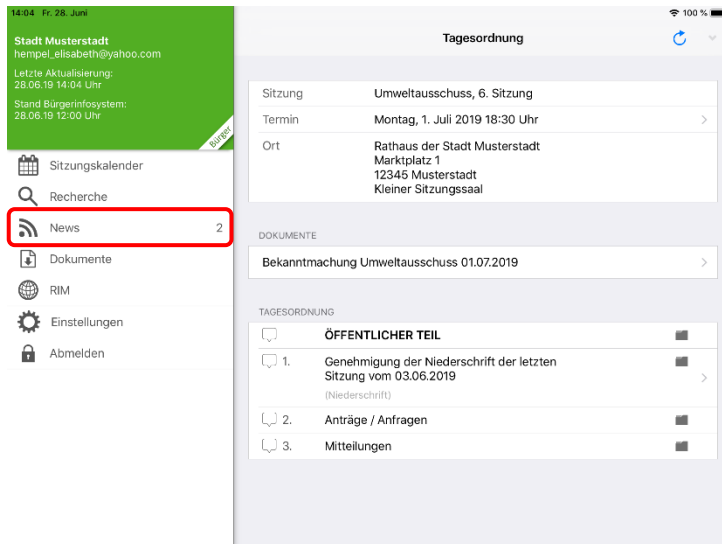 14:04 Fr. 28. Juni
100 %
Stadt Musterstadt
hempel_elisabeth@yahoo.com
Letzte Aktualisierung:
28.06.19 14:04 Uhr
Stand Bürgerinfosystem:
28.06.19 12:00 Uhr
Bürger
Sitzungskalender
Recherche
News 2
Dokumente
RIM
Einstellungen
Abmelden
Tagesordnung
Sitzung Umweltausschuss, 6. Sitzung
Termin Montag, 1. Juli 2019 18:30 Uhr
Ort Rathaus der Stadt Musterstadt
Marktplatz 1
12345 Musterstadt
Kleiner Sitzungssaal
DOKUMENTE
Bekanntmachung Umweltausschuss 01.07.2019
TAGESORDNUNG
ÖFFENTLICHER TEIL
1. Genehmigung der Niederschrift der letzten
Sitzung vom 03.06.2019
(Niederschrift)
2. Anträge / Anfragen
3. Mitteilungen